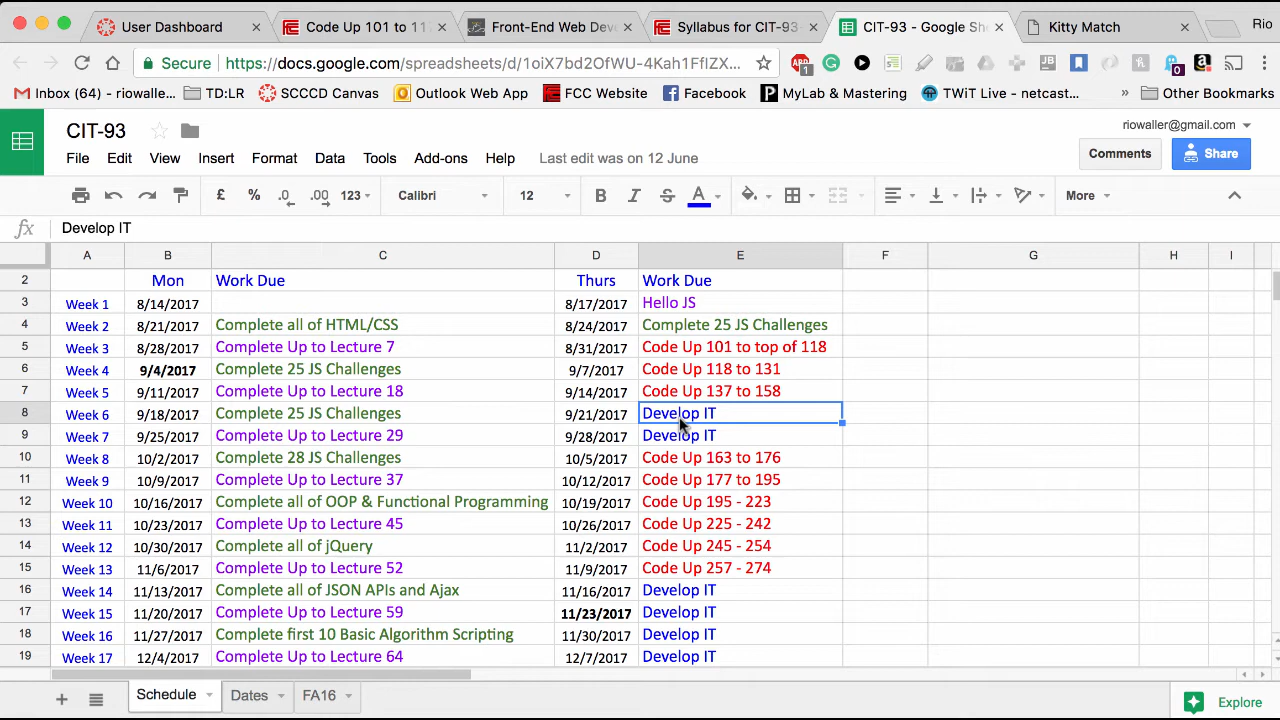 User Dashboard Code Up 101 to 11 Front-End Web Dev Syllabus for CIT-93 CIT-93 - Google She Kitty Match Rio
Secure https://docs.google.com/spreadsheets/d/1oiX7bd2OfWU-4Kah1FfIZX... 1 JB 0
Inbox (64) - riowaller... TD:LR SCCCD Canvas Outlook Web App FCC Website Facebook MyLab & Mastering TWiT Live - netcast... » Other Bookmarks
CIT-93 riowaller@gmail.com
File Edit View Insert Format Data Tools Add-ons Help Last edit was on 12 June Comments Share
£ % .0 .00 123 Calibri 12 B I S A More
fx Develop IT
A B C D E F G H I
2 Mon Work Due Thurs Work Due
3 Week 1 8/14/2017 8/17/2017 Hello JS
4 Week 2 8/21/2017 Complete all of HTML/CSS 8/24/2017 Complete 25 JS Challenges
5 Week 3 8/28/2017 Complete Up to Lecture 7 8/31/2017 Code Up 101 to top of 118
6 Week 4 9/4/2017 Complete 25 JS Challenges 9/7/2017 Code Up 118 to 131
7 Week 5 9/11/2017 Complete Up to Lecture 18 9/14/2017 Code Up 137 to 158
8 Week 6 9/18/2017 Complete 25 JS Challenges 9/21/2017 Develop IT
9 Week 7 9/25/2017 Complete Up to Lecture 29 9/28/2017 Develop IT
10 Week 8 10/2/2017 Complete 28 JS Challenges 10/5/2017 Code Up 163 to 176
11 Week 9 10/9/2017 Complete Up to Lecture 37 10/12/2017 Code Up 177 to 195
12 Week 10 10/16/2017 Complete all of OOP & Functional Programming 10/19/2017 Code Up 195 - 223
13 Week 11 10/23/2017 Complete Up to Lecture 45 10/26/2017 Code Up 225 - 242
14 Week 12 10/30/2017 Complete all of jQuery 11/2/2017 Code Up 245 - 254
15 Week 13 11/6/2017 Complete Up to Lecture 52 11/9/2017 Code Up 257 - 274
16 Week 14 11/13/2017 Complete all of JSON APIs and Ajax 11/16/2017 Develop IT
17 Week 15 11/20/2017 Complete Up to Lecture 59 11/23/2017 Develop IT
18 Week 16 11/27/2017 Complete first 10 Basic Algorithm Scripting 11/30/2017 Develop IT
19 Week 17 12/4/2017 Complete Up to Lecture 64 12/7/2017 Develop IT
+ Schedule Dates FA16 Explore